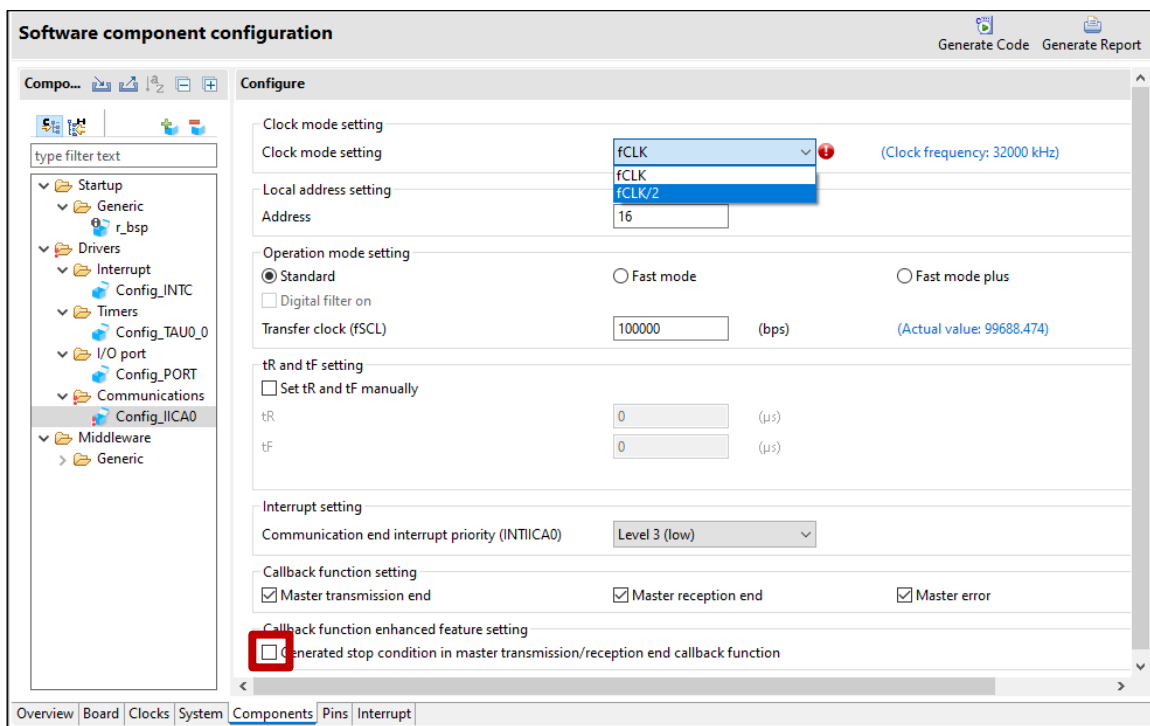 Software component configuration
Generate Code Generate Report
Compo...
Configure
type filter text
Startup
Generic
r_bsp
Drivers
Interrupt
Config_INTC
Timers
Config_TAU0_0
I/O port
Config_PORT
Communications
Config_IICA0
Middleware
Generic
Clock mode setting
Clock mode setting fCLK (Clock frequency: 32000 kHz)
fCLK
fCLK/2
Local address setting
Address 16
Operation mode setting
Standard Fast mode Fast mode plus
Digital filter on
Transfer clock (fSCL) 100000 (bps) (Actual value: 99688.474)
tR and tF setting
Set tR and tF manually
tR 0 (µs)
tF 0 (µs)
Interrupt setting
Communication end interrupt priority (INTIICA0) Level 3 (low)
Callback function setting
Master transmission end Master reception end Master error
Callback function enhanced feature setting
Generated stop condition in master transmission/reception end callback function
Overview Board Clocks System Components Pins Interrupt